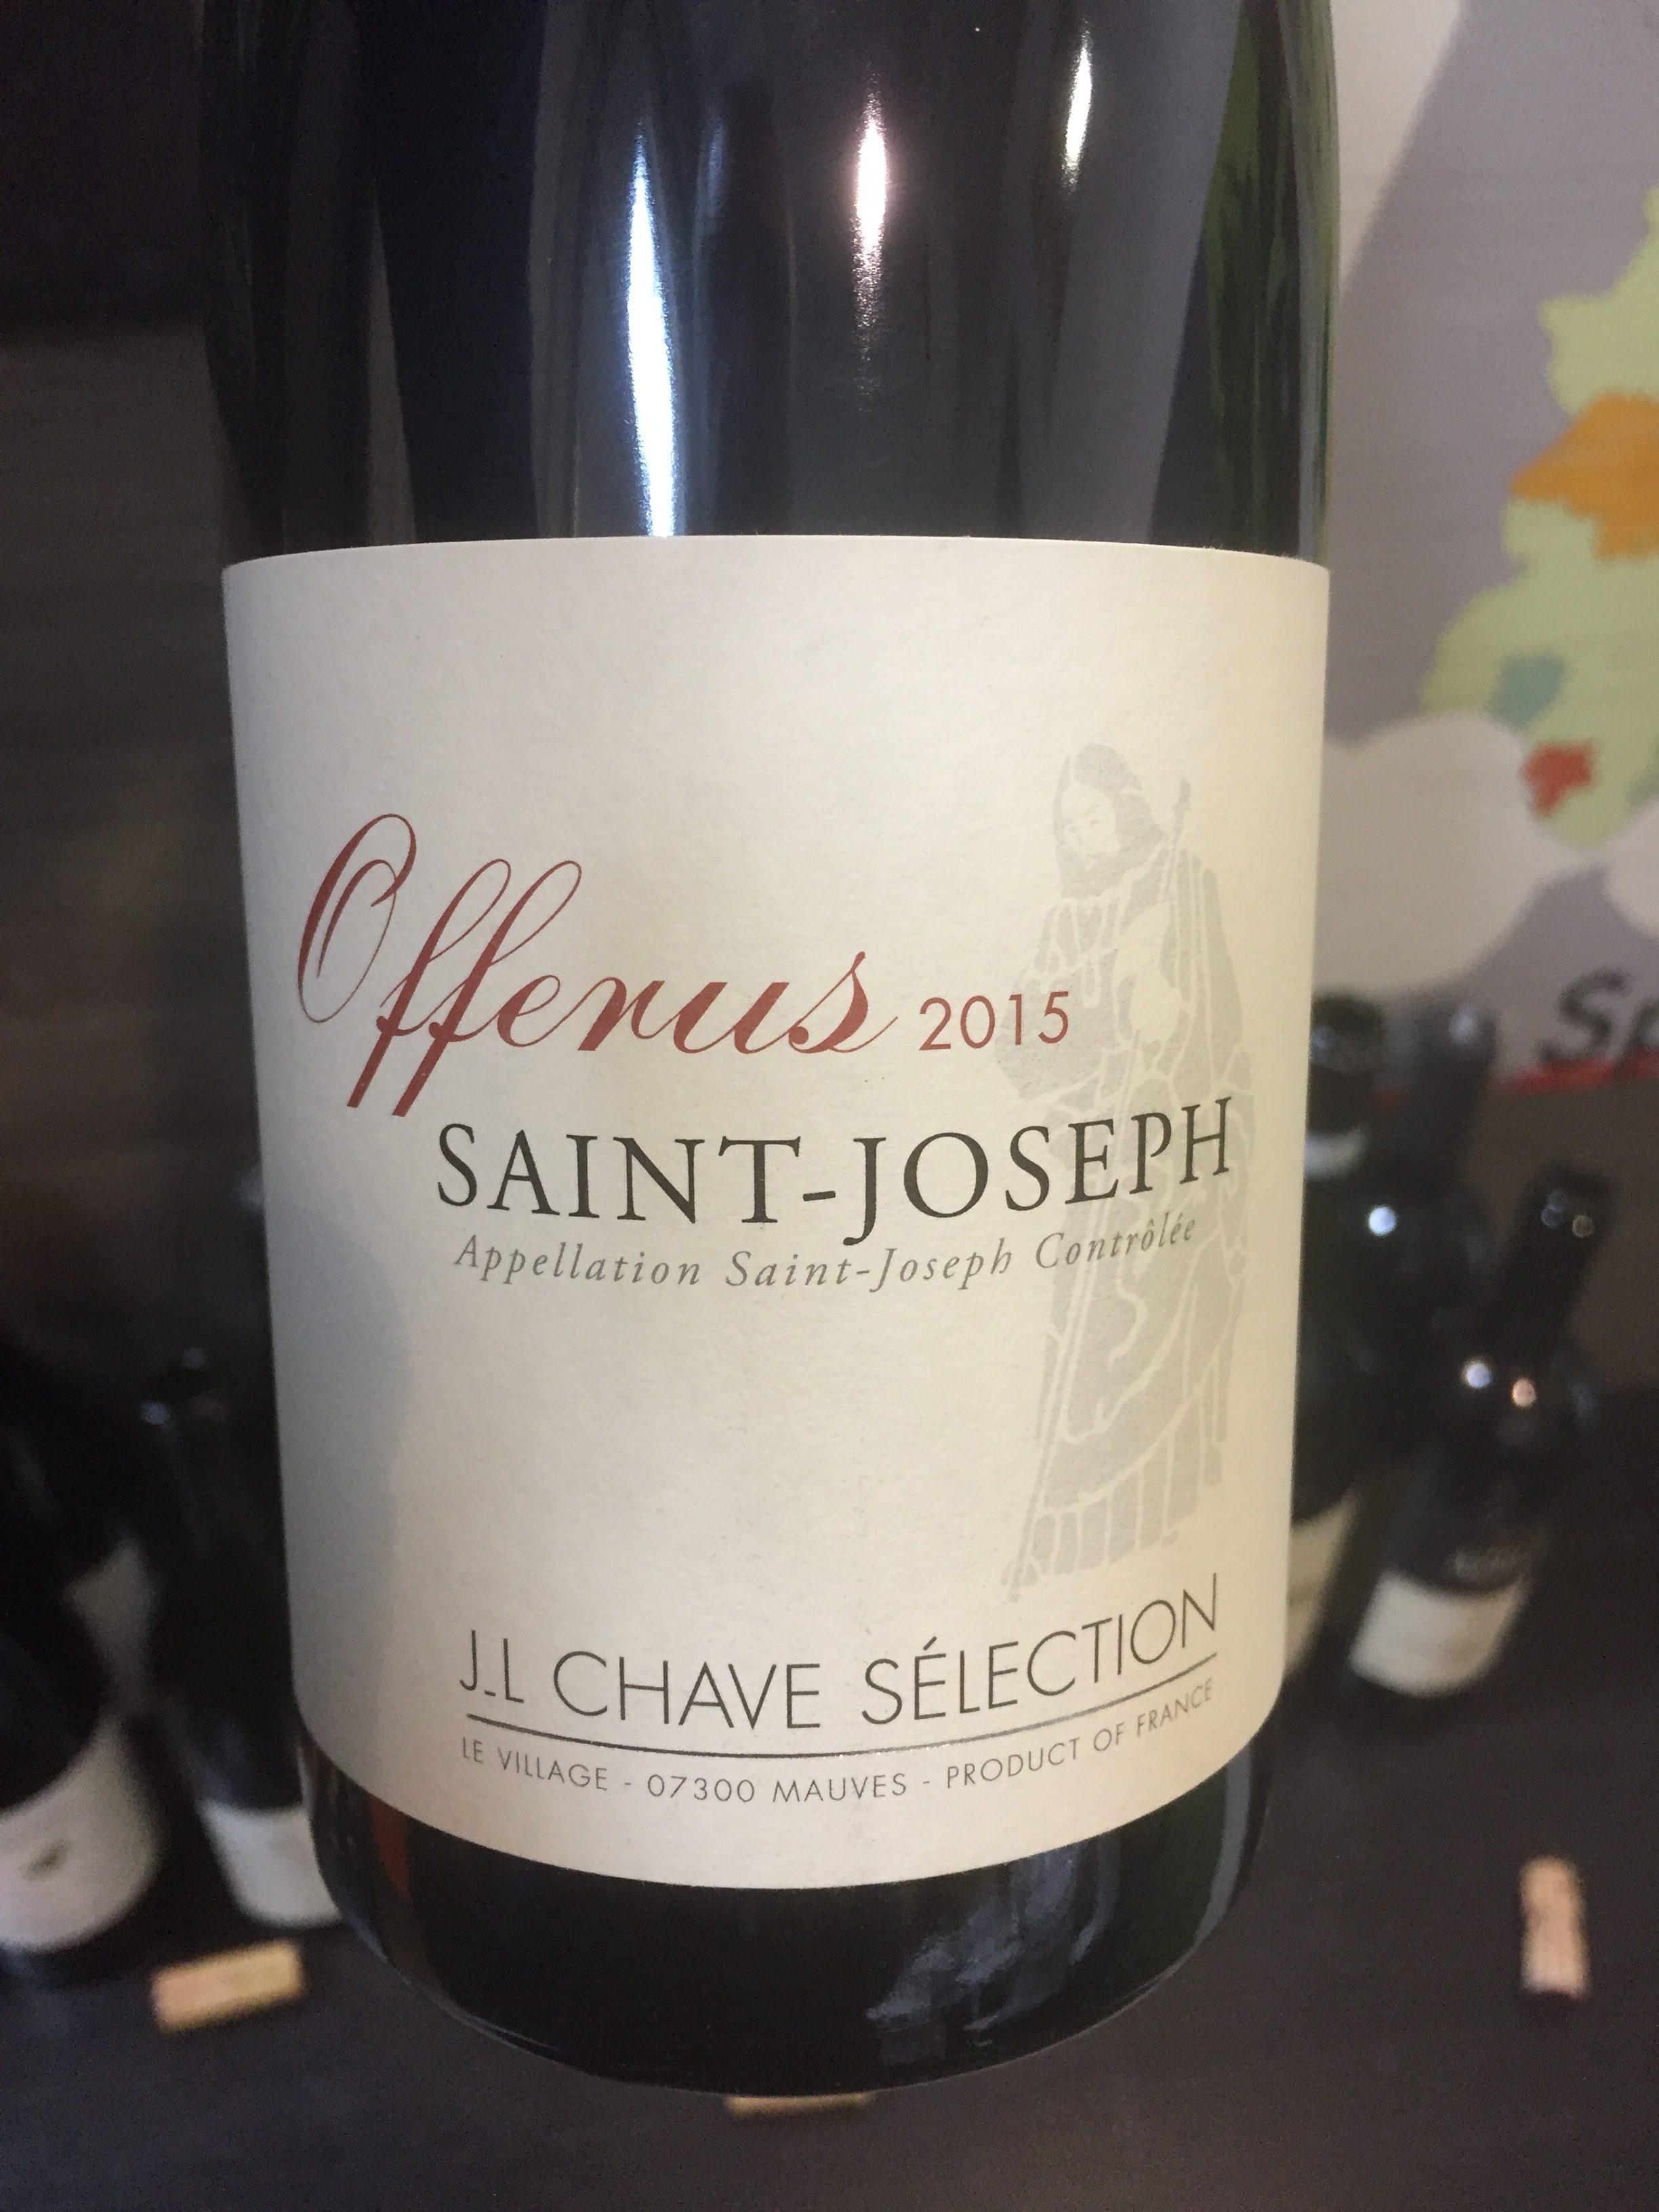 Offerus 2015
SAINT-JOSEPH
Appellation Saint-Joseph Contrôlée
J.L CHAVE SÉLECTION
LE VILLAGE - 07300 MAUVES - PRODUCT OF FRANCE